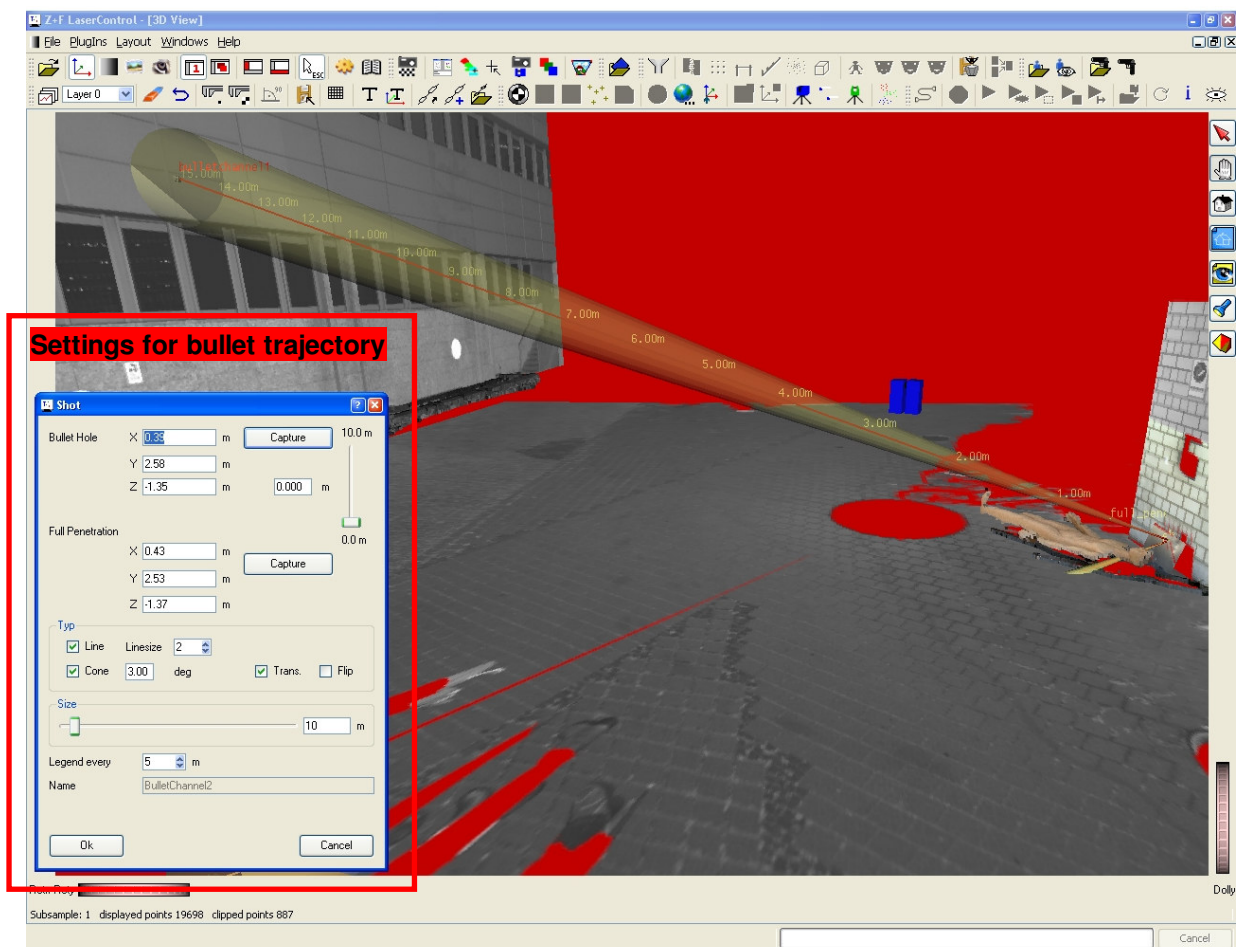 Z+F LaserControl - [3D View]
File PlugIns Layout Windows Help
ESC
Layer 0
T
90°
i
bulletchannel1
15.00m
14.00m
13.00m
12.00m
11.00m
10.00m
9.00m
8.00m
7.00m
6.00m
5.00m
4.00m
3.00m
2.00m
1.00m
Settings for bullet trajectory
Shot
Bullet Hole X 0.39 m Capture 10.0 m
Y 2.58 m
Z -1.35 m 0.000 m
Full Penetration 0.0 m
X 0.43 m Capture
Y 2.53 m
Z -1.37 m
Typ
Line Linesize 2
Cone 3.00 deg Trans. Flip
Size
10 m
Legend every 5 m
Name BulletChannel2
Ok Cancel
Dolly
Subsample: 1 displayed points 19698 clipped points 887
Cancel